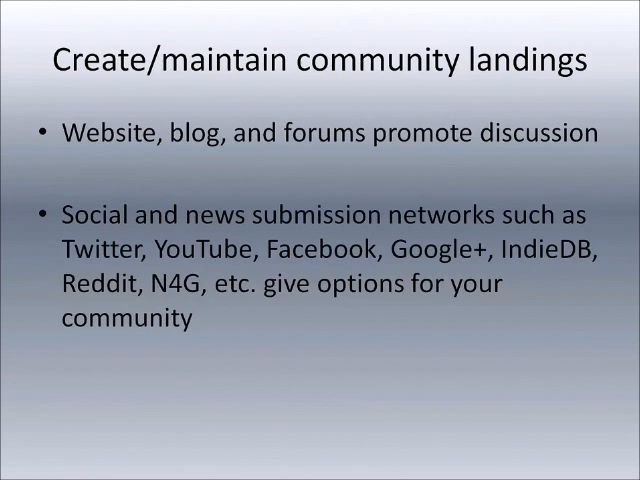 Create/maintain community landings
• Website, blog, and forums promote discussion
• Social and news submission networks such as
Twitter, YouTube, Facebook, Google+, IndieDB,
Reddit, N4G, etc. give options for your
community